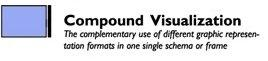 Compound Visualization
The complementary use of different graphic represen-
tation formats in one single schema or frame